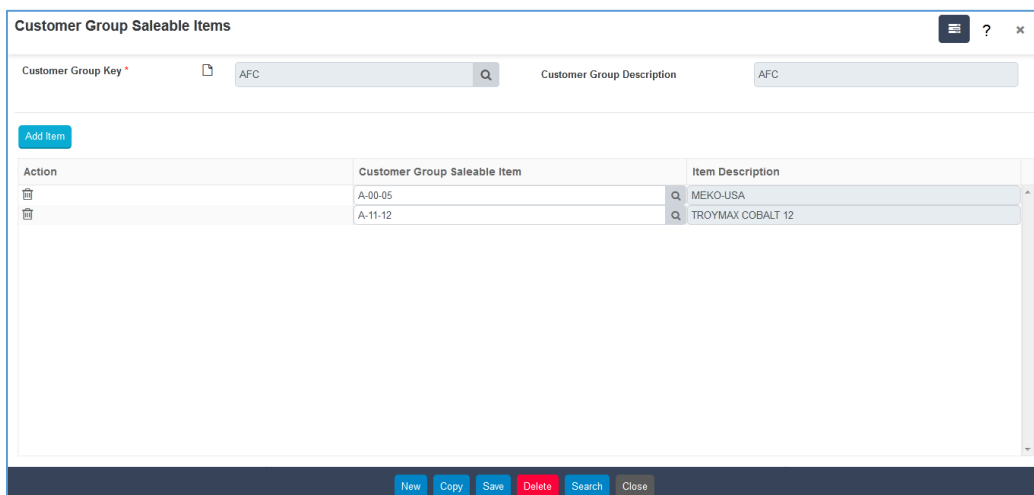 Customer Group Saleable Items ? ×
Customer Group Key * AFC Customer Group Description AFC
Add Item
Action Customer Group Saleable Item Item Description
A-00-05 MEKO-USA
A-11-12 TROYMAX COBALT 12
New Copy Save Delete Search Close